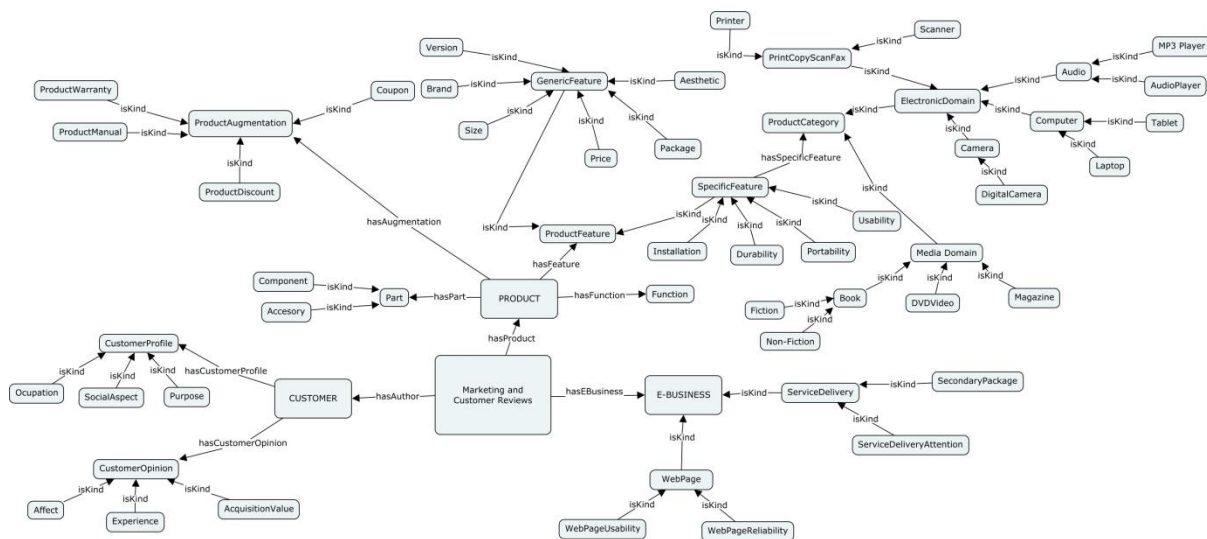 Printer
Scanner
isKind
isKind
Version
PrintCopyScanFax
MP3 Player
isKind
isKind
isKind
Audio
ProductWarranty
Coupon
Brand
isKind
GenericFeature
isKind
Aesthetic
isKind
isKind
AudioPlayer
isKind
isKind
ElectronicDomain
ProductManual
isKind
ProductAugmentation
isKind
isKind
isKind
ProductCategory
isKind
isKind
Computer
isKind
Tablet
Size
Package
isKind
Camera
isKind
Price
hasSpecificFeature
Laptop
isKind
isKind
ProductDiscount
SpecificFeature
isKind
DigitalCamera
isKind
isKind
Usability
hasAugmentation
isKind
ProductFeature
isKind
isKind
isKind
Installation
Durability
Portability
Media Domain
hasFeature
Component
isKind
isKind
isKind
isKind
Part
hasPart
PRODUCT
hasFunction
Function
Accesory
isKind
Fiction
isKind
Book
DVDVideo
Magazine
isKind
Non-Fiction
hasProduct
CustomerProfile
hasCustomerProfile
isKind
isKind
isKind
Ocupation
SocialAspect
Purpose
CUSTOMER
hasAuthor
Marketing and
Customer Reviews
hasEBusiness
E-BUSINESS
isKind
ServiceDelivery
isKind
SecondaryPackage
isKind
hasCustomerOpinion
isKind
ServiceDeliveryAttention
CustomerOpinion
isKind
isKind
isKind
WebPage
Affect
Experience
AcquisitionValue
isKind
isKind
WebPageUsability
WebPageReliability